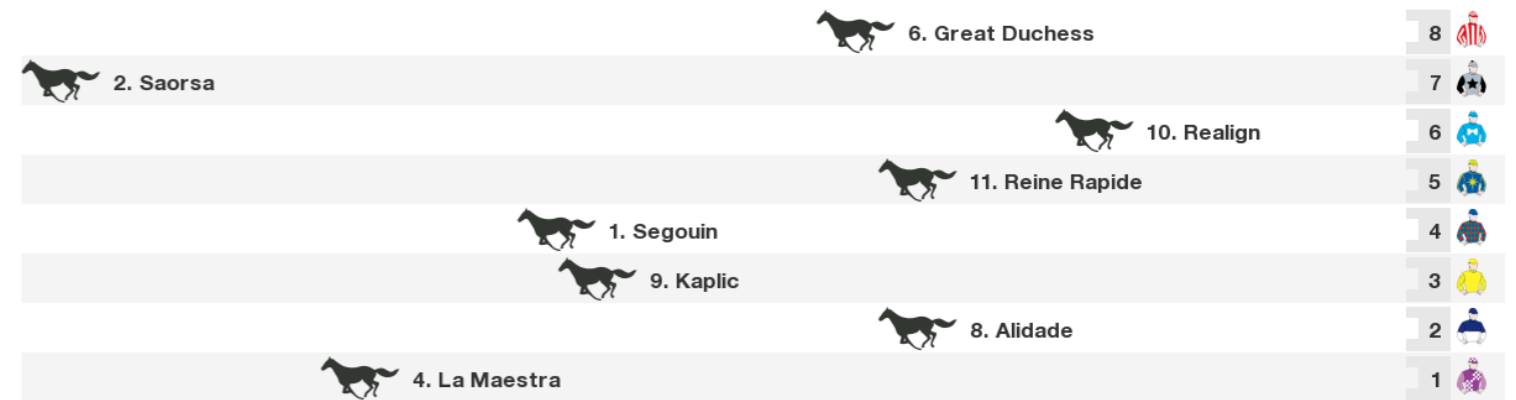 6. Great Duchess 8
2. Saorsa 7
10. Realign 6
11. Reine Rapide 5
1. Segouin 4
9. Kaplic 3
8. Alidade 2
4. La Maestra 1